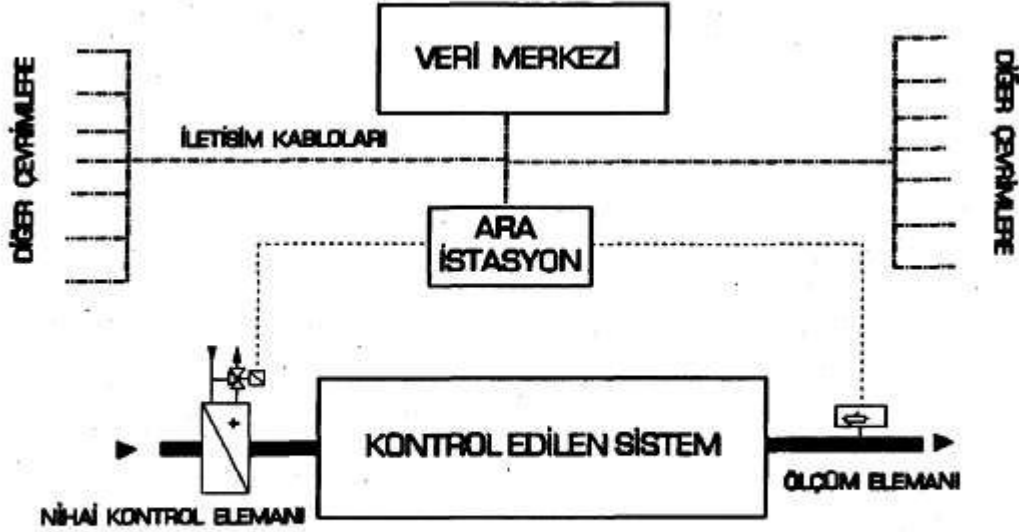 VERİ MERKEZİ
DİĞER ÇEVRİMLERE
DİĞER ÇEVRİMLERE
İLETİSİM KABLOLARI
ARA
İSTASYON
+
KONTROL EDİLEN SİSTEM
ÖLÇÜM ELEMANI
NİHAİ KONTROL ELEMANI